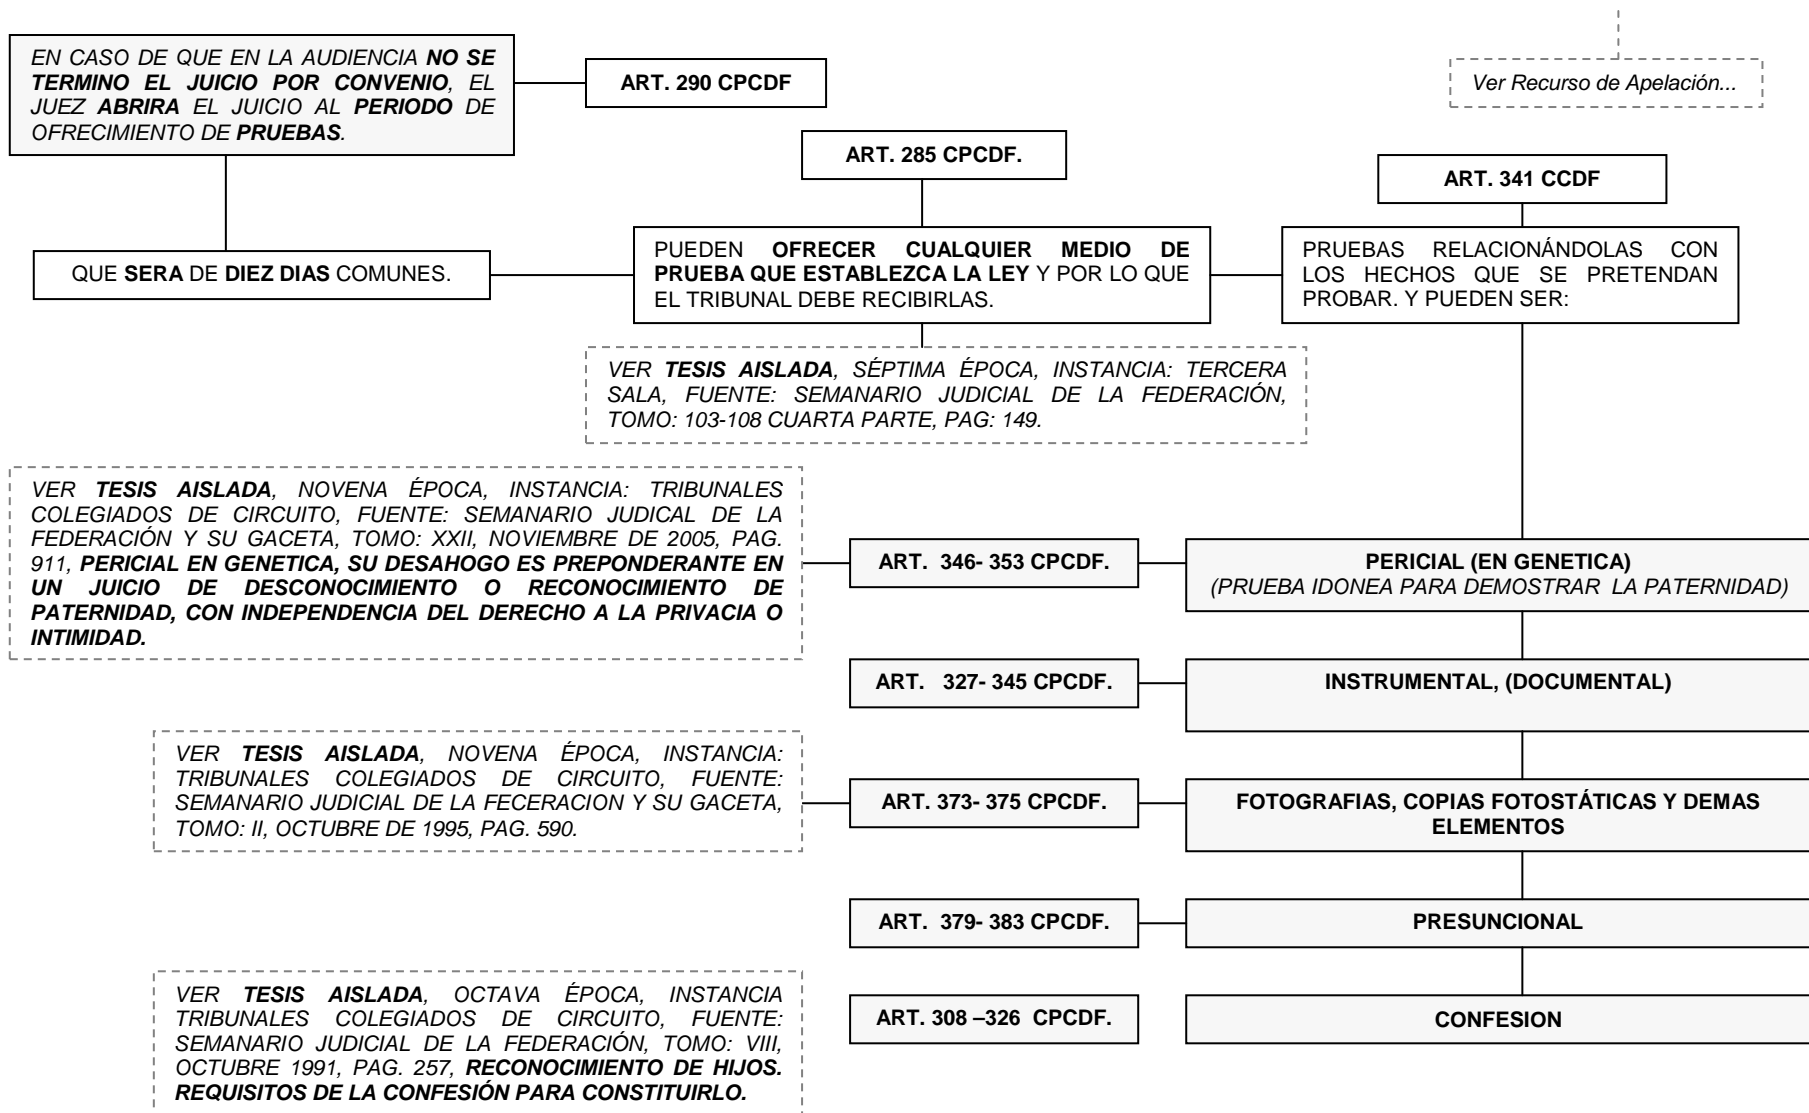 EN CASO DE QUE EN LA AUDIENCIA NO SE
TERMINO EL JUICIO POR CONVENIO, EL
JUEZ ABRIRA EL JUICIO AL PERIODO DE
OFRECIMIENTO DE PRUEBAS.
ART. 290 CPCDF
Ver Recurso de Apelación...
ART. 285 CPCDF.
ART. 341 CCDF
QUE SERA DE DIEZ DIAS COMUNES.
PUEDEN OFRECER CUALQUIER MEDIO DE
PRUEBA QUE ESTABLEZCA LA LEY Y POR LO QUE
EL TRIBUNAL DEBE RECIBIRLAS.
PRUEBAS RELACIONÁNDOLAS CON
LOS HECHOS QUE SE PRETENDAN
PROBAR. Y PUEDEN SER:
VER TESIS AISLADA, SÉPTIMA ÉPOCA, INSTANCIA: TERCERA
SALA, FUENTE: SEMANARIO JUDICIAL DE LA FEDERACIÓN,
TOMO: 103-108 CUARTA PARTE, PAG: 149.
VER TESIS AISLADA, NOVENA ÉPOCA, INSTANCIA: TRIBUNALES
COLEGIADOS DE CIRCUITO, FUENTE: SEMANARIO JUDICAL DE LA
FEDERACIÓN Y SU GACETA, TOMO: XXII, NOVIEMBRE DE 2005, PAG.
911, PERICIAL EN GENETICA, SU DESAHOGO ES PREPONDERANTE EN
UN JUICIO DE DESCONOCIMIENTO O RECONOCIMIENTO DE
PATERNIDAD, CON INDEPENDENCIA DEL DERECHO A LA PRIVACIA O
INTIMIDAD.
ART. 346- 353 CPCDF.
PERICIAL (EN GENETICA)
(PRUEBA IDONEA PARA DEMOSTRAR LA PATERNIDAD)
ART. 327- 345 CPCDF.
INSTRUMENTAL, (DOCUMENTAL)
VER TESIS AISLADA, NOVENA ÉPOCA, INSTANCIA:
TRIBUNALES COLEGIADOS DE CIRCUITO, FUENTE:
SEMANARIO JUDICIAL DE LA FECERACION Y SU GACETA,
TOMO: II, OCTUBRE DE 1995, PAG. 590.
ART. 373- 375 CPCDF.
FOTOGRAFIAS, COPIAS FOTOSTÁTICAS Y DEMAS
ELEMENTOS
ART. 379- 383 CPCDF.
PRESUNCIONAL
VER TESIS AISLADA, OCTAVA ÉPOCA, INSTANCIA
TRIBUNALES COLEGIADOS DE CIRCUITO, FUENTE:
SEMANARIO JUDICIAL DE LA FEDERACIÓN, TOMO: VIII,
OCTUBRE 1991, PAG. 257, RECONOCIMIENTO DE HIJOS.
REQUISITOS DE LA CONFESIÓN PARA CONSTITUIRLO.
ART. 308 –326 CPCDF.
CONFESION